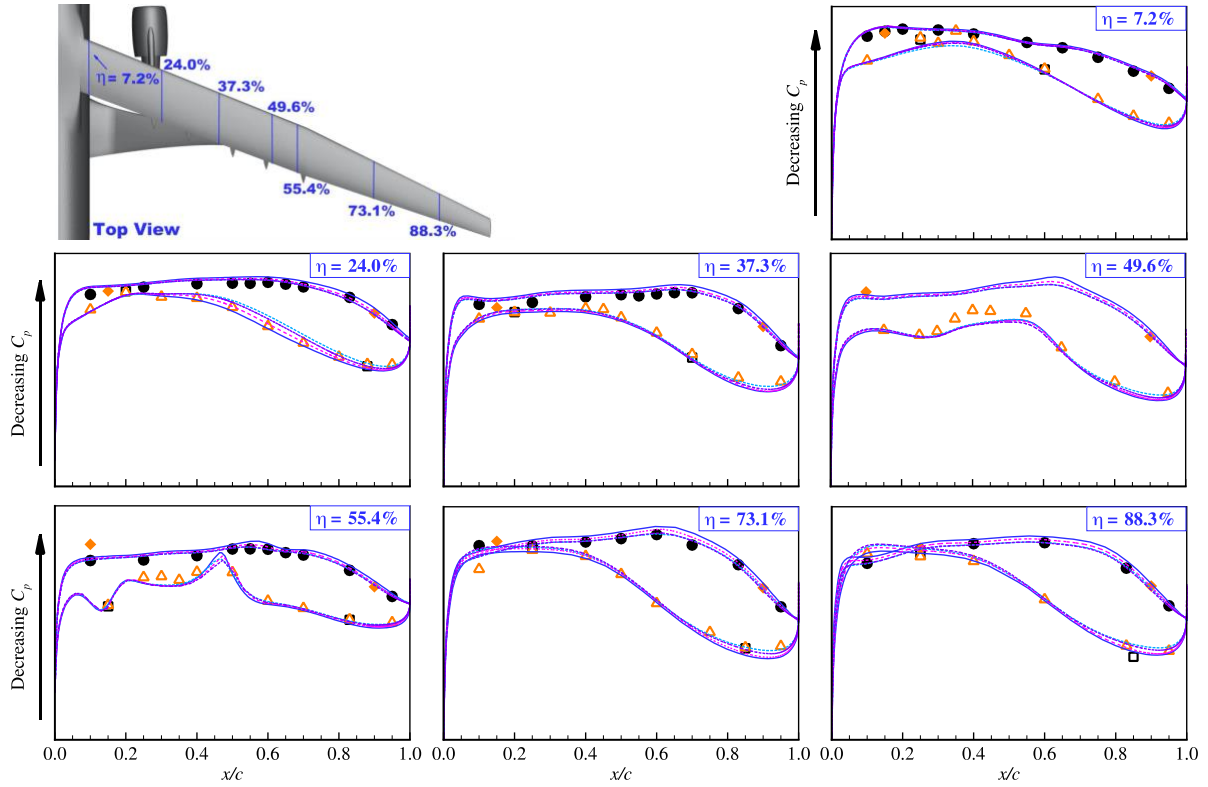 η = 7.2%
24.0%
η = 7.2%
37.3%
49.6%
55.4%
73.1%
88.3%
Top View
Decreasing Cp
η = 24.0%
η = 37.3%
η = 49.6%
Decreasing Cp
η = 55.4%
η = 73.1%
η = 88.3%
Decreasing Cp
0.0 0.2 0.4 0.6 0.8 1.0
0.0 0.2 0.4 0.6 0.8 1.0
0.0 0.2 0.4 0.6 0.8 1.0
x/c
x/c
x/c